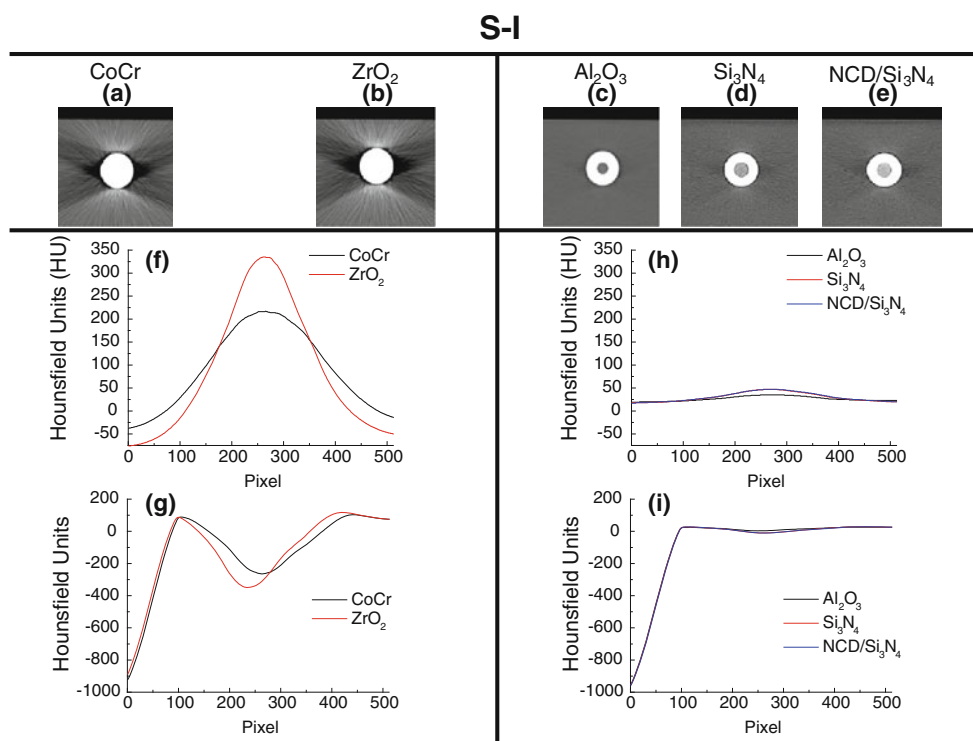 S-I
CoCr
(a)
ZrO₂
(b)
Al₂O₃
(c)
Si₃N₄
(d)
NCD/Si₃N₄
(e)
(f)
Hounsfield Units (HU)
350
300
250
200
150
100
50
0
-50
0 100 200 300 400 500
Pixel
CoCr
ZrO₂
(h)
Hounsfield Units (HU)
350
300
250
200
150
100
50
0
-50
0 100 200 300 400 500
Pixel
Al₂O₃
Si₃N₄
NCD/Si₃N₄
(g)
Hounsfield Units
200
0
-200
-400
-600
-800
-1000
0 100 200 300 400 500
Pixel
CoCr
ZrO₂
(i)
Hounsfield Units
200
0
-200
-400
-600
-800
-1000
0 100 200 300 400 500
Pixel
Al₂O₃
Si₃N₄
NCD/Si₃N₄